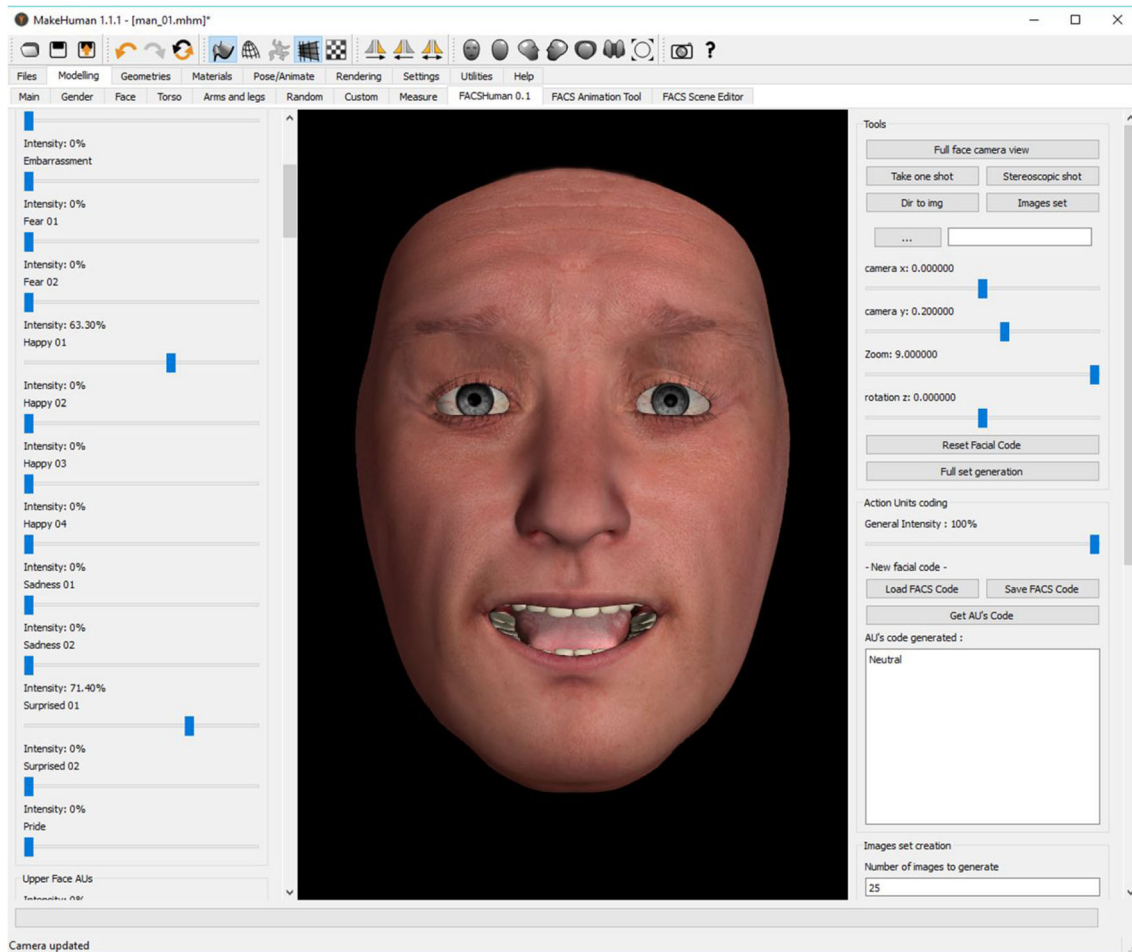 MakeHuman 1.1.1 - [man_01.mhm]*
Files Modelling Geometries Materials Pose/Animate Rendering Settings Utilities Help
Main Gender Face Torso Arms and legs Random Custom Measure FACSHuman 0.1 FACS Animation Tool FACS Scene Editor
Intensity: 0%
Embarrassment
Intensity: 0%
Fear 01
Intensity: 0%
Fear 02
Intensity: 63.30%
Happy 01
Intensity: 0%
Happy 02
Intensity: 0%
Happy 03
Intensity: 0%
Happy 04
Intensity: 0%
Sadness 01
Intensity: 0%
Sadness 02
Intensity: 71.40%
Surprised 01
Intensity: 0%
Surprised 02
Intensity: 0%
Pride
Upper Face AUs
Intensity: 0%
Tools
Full face camera view
Take one shot Stereoscopic shot
Dir to img Images set
...
camera x: 0.000000
camera y: 0.200000
Zoom: 9.000000
rotation z: 0.000000
Reset Facial Code
Full set generation
Action Units coding
General Intensity : 100%
- New facial code -
Load FACS Code Save FACS Code
Get AU's Code
AU's code generated :
Neutral
Images set creation
Number of images to generate
25
Camera updated